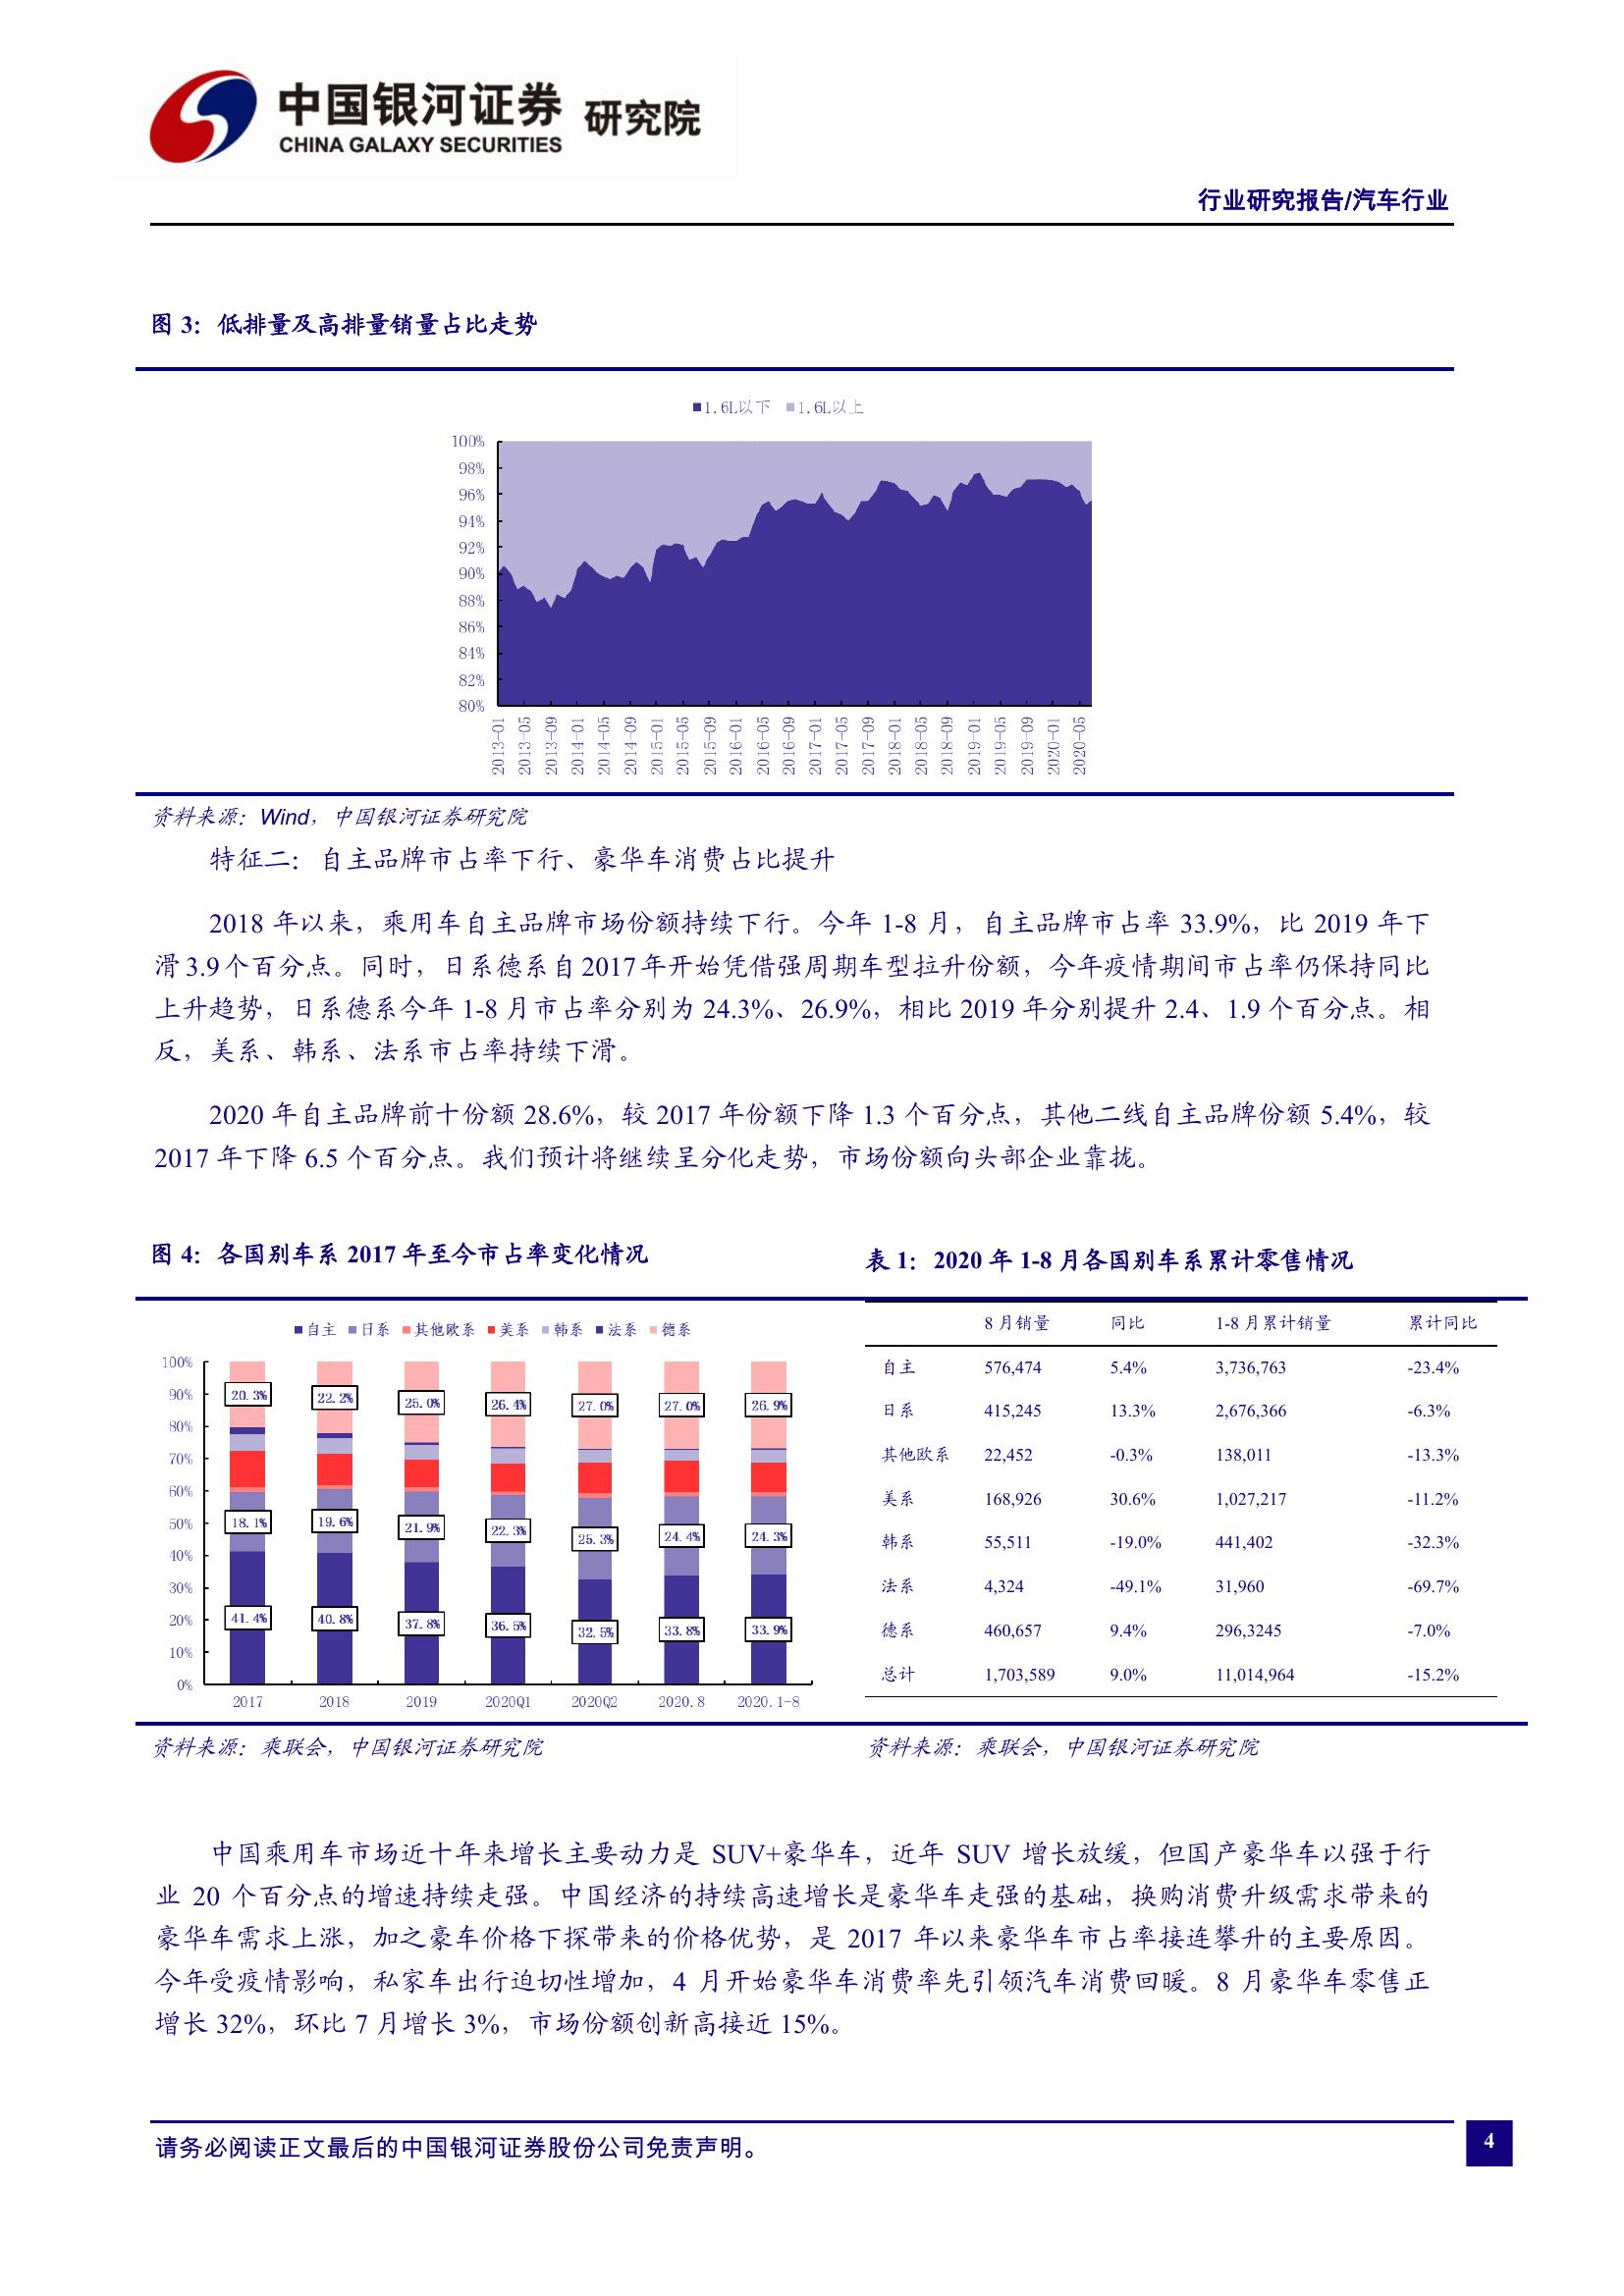 中国银河证券 研究院
CHINA GALAXY SECURITIES
行业研究报告/汽车行业
图 3：低排量及高排量销量占比走势
1.6L以下 1.6L以上
100%
98%
96%
94%
92%
90%
88%
86%
84%
82%
80%
2013-01 2013-05 2013-09 2014-01 2014-05 2014-09 2015-01 2015-05 2015-09 2016-01 2016-05 2016-09 2017-01 2017-05 2017-09 2018-01 2018-05 2018-09 2019-01 2019-05 2019-09 2020-01 2020-05
资料来源：Wind，中国银河证券研究院
特征二：自主品牌市占率下行、豪华车消费占比提升
2018 年以来，乘用车自主品牌市场份额持续下行。今年 1-8 月，自主品牌市占率 33.9%，比 2019 年下
滑 3.9 个百分点。同时，日系德系自 2017 年开始凭借强周期车型拉升份额，今年疫情期间市占率仍保持同比
上升趋势，日系德系今年 1-8 月市占率分别为 24.3%、26.9%，相比 2019 年分别提升 2.4、1.9 个百分点。相
反，美系、韩系、法系市占率持续下滑。
2020 年自主品牌前十份额 28.6%，较 2017 年份额下降 1.3 个百分点，其他二线自主品牌份额 5.4%，较
2017 年下降 6.5 个百分点。我们预计将继续呈分化走势，市场份额向头部企业靠拢。
图 4：各国别车系 2017 年至今市占率变化情况
自主 日系 其他欧系 美系 韩系 法系 德系
100%
90%
80%
70%
60%
50%
40%
30%
20%
10%
0%
20.3% 22.2% 25.0% 26.4% 27.0% 27.0% 26.9%
18.1% 19.6% 21.9% 22.3% 25.3% 24.4% 24.3%
41.4% 40.8% 37.8% 36.5% 32.5% 33.8% 33.9%
2017 2018 2019 2020Q1 2020Q2 2020.8 2020.1-8
资料来源：乘联会，中国银河证券研究院
表 1：2020 年 1-8 月各国别车系累计零售情况
8 月销量 同比 1-8 月累计销量 累计同比
自主 576,474 5.4% 3,736,763 -23.4%
日系 415,245 13.3% 2,676,366 -6.3%
其他欧系 22,452 -0.3% 138,011 -13.3%
美系 168,926 30.6% 1,027,217 -11.2%
韩系 55,511 -19.0% 441,402 -32.3%
法系 4,324 -49.1% 31,960 -69.7%
德系 460,657 9.4% 296,3245 -7.0%
总计 1,703,589 9.0% 11,014,964 -15.2%
资料来源：乘联会，中国银河证券研究院
中国乘用车市场近十年来增长主要动力是 SUV+豪华车，近年 SUV 增长放缓，但国产豪华车以强于行
业 20 个百分点的增速持续走强。中国经济的持续高速增长是豪华车走强的基础，换购消费升级需求带来的
豪华车需求上涨，加之豪车价格下探带来的价格优势，是 2017 年以来豪华车市占率接连攀升的主要原因。
今年受疫情影响，私家车出行迫切性增加，4 月开始豪华车消费率先引领汽车消费回暖。8 月豪华车零售正
增长 32%，环比 7 月增长 3%，市场份额创新高接近 15%。
请务必阅读正文最后的中国银河证券股份公司免责声明。
4